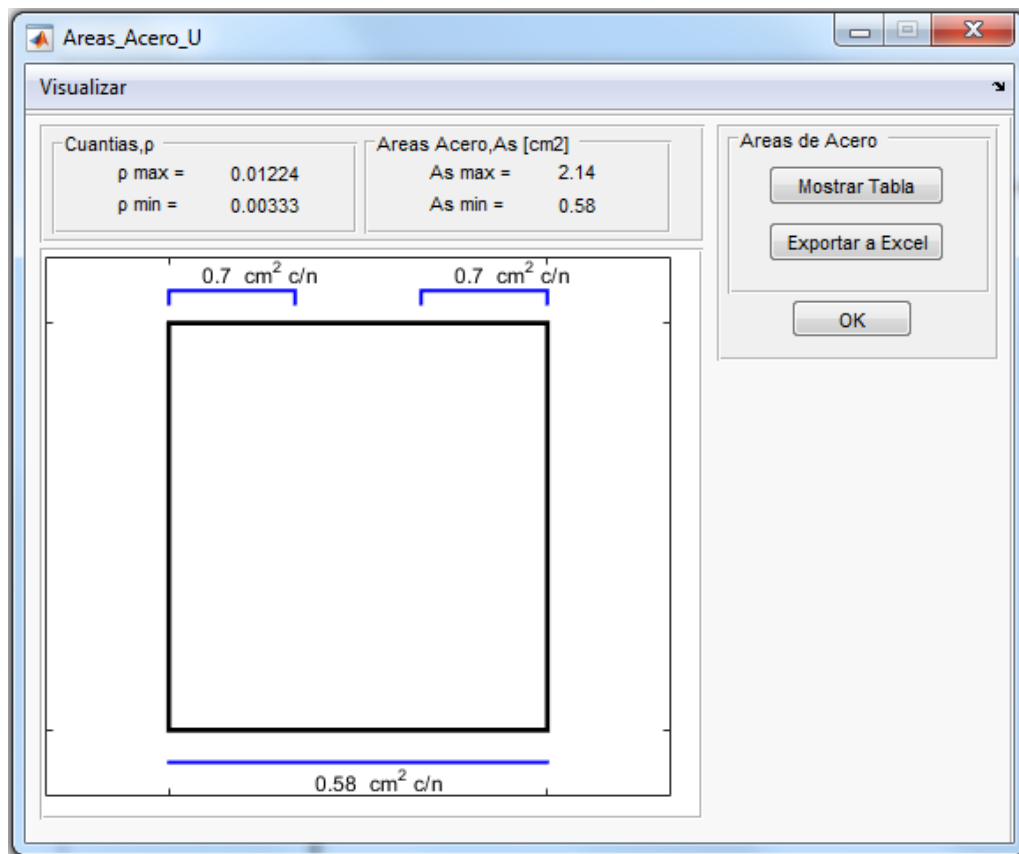 Areas_Acero_U
Visualizar
Cuantias,ρ
ρ max = 0.01224
ρ min = 0.00333
Areas Acero,As [cm2]
As max = 2.14
As min = 0.58
Areas de Acero
Mostrar Tabla
Exportar a Excel
OK
0.7 cm² c/n 0.7 cm² c/n
0.58 cm² c/n